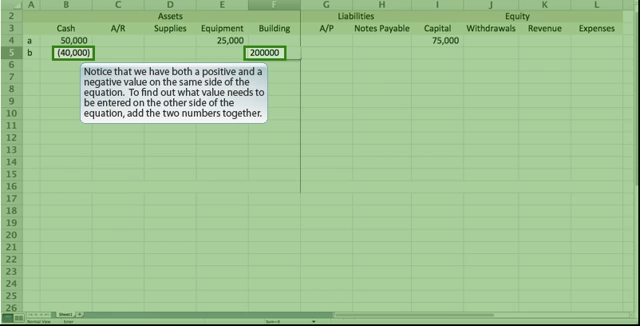 A B C D E F G H I J K L
2 Assets Liabilities Equity
3 Cash A/R Supplies Equipment Building A/P Notes Payable Capital Withdrawals Revenue Expenses
4 a 50,000 25,000 75,000
5 b (40,000) 200000
6
7
8
9
10
11
12
13
14
15
16
17
18
19
20
21
22
23
24
25
26
Notice that we have both a positive and a
negative value on the same side of the
equation. To find out what value needs to
be entered on the other side of the
equation, add the two numbers together.
Sheet1